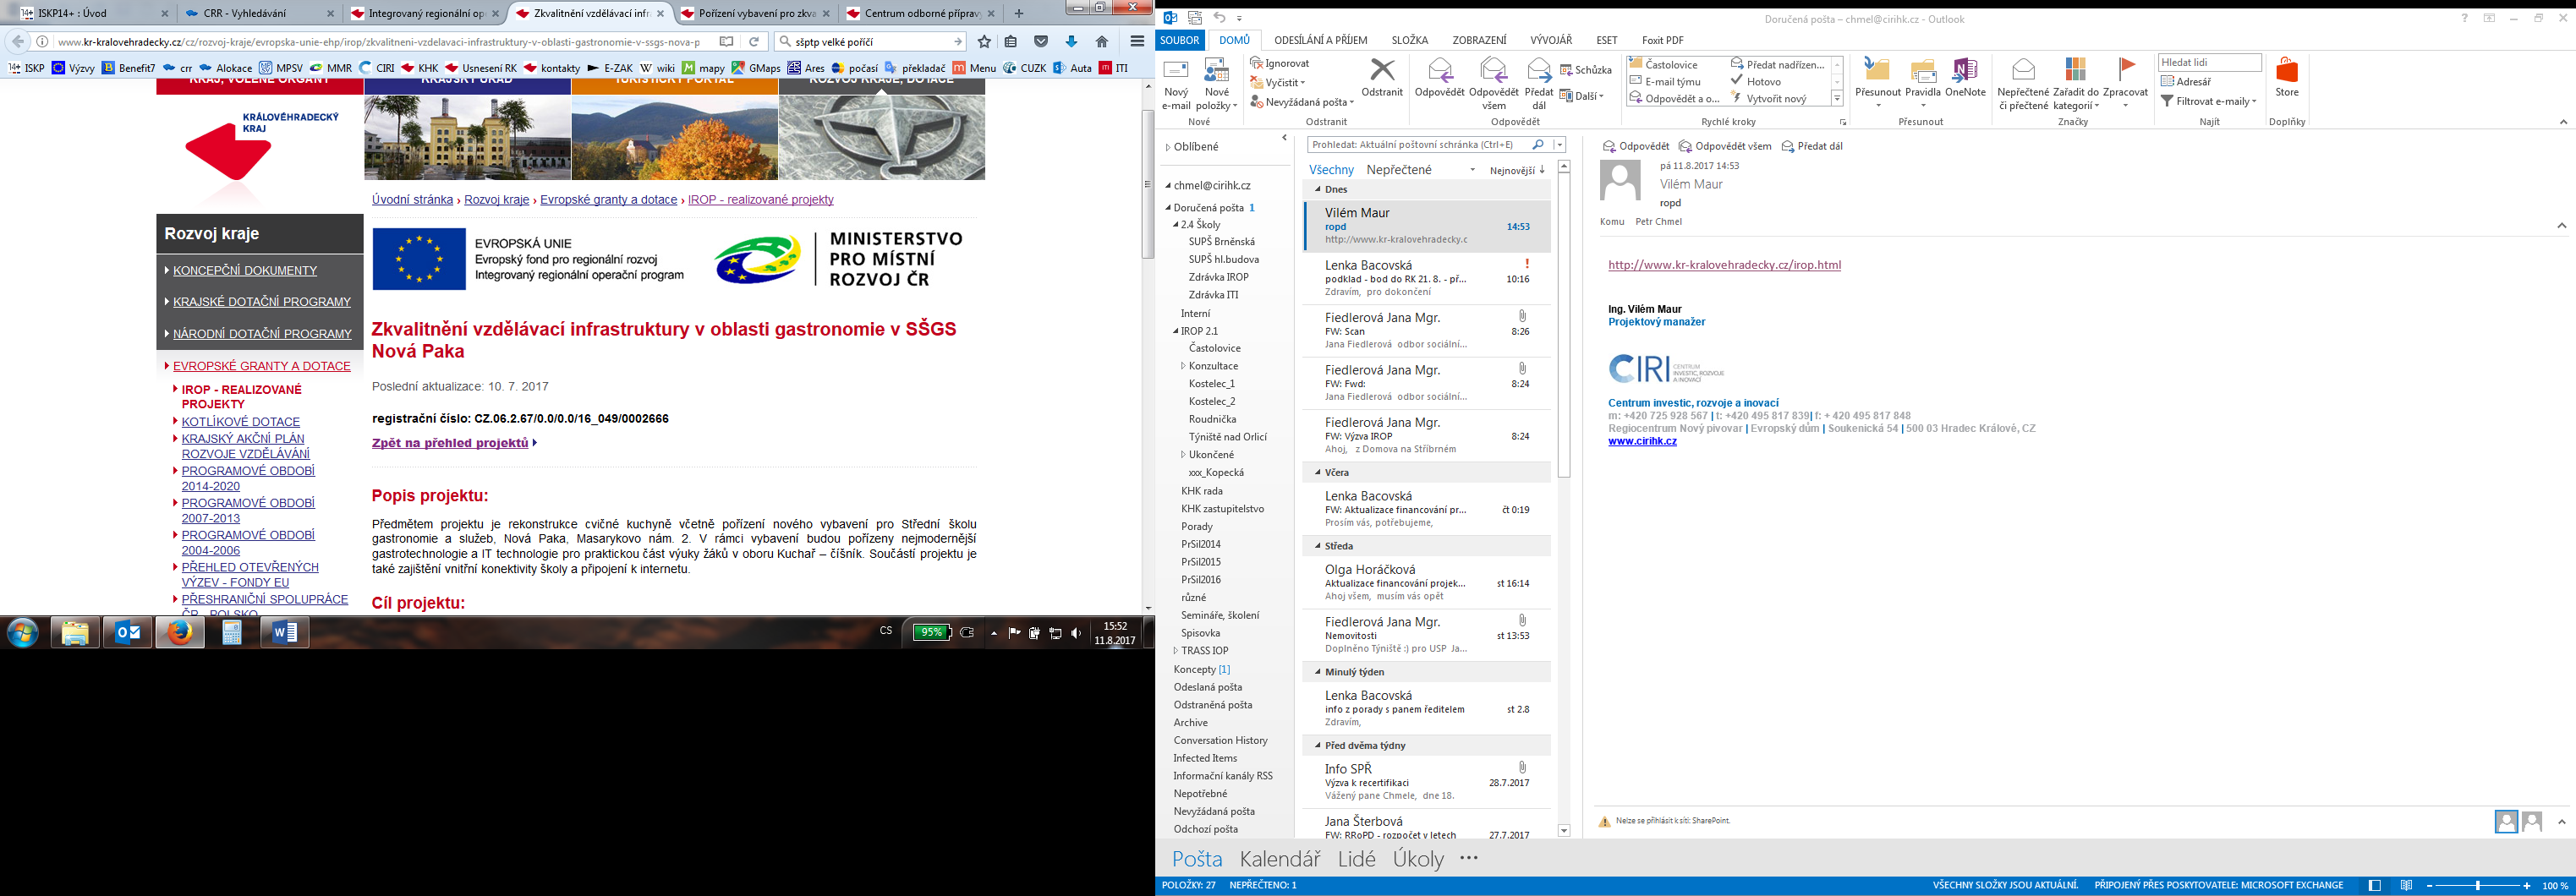 ISKP14+ : Úvod
CRR - Vyhledávání
Integrovaný regionální op
Zkvalitnění vzdělávací infr
Pořízení vybavení pro zkva
Centrum odborné přípravy
www.kr-kralovehradecky.cz/cz/rozvoj-kraje/evropska-unie-ehp/irop/zkvalitneni-vzdelavaci-infrastruktury-v-oblasti-gastronomie-v-ssgs-nova-p
sšptp velké poříčí
ISKP Výzvy Benefit7 crr Alokace MPSV MMR CIRI KHK Usnesení RK kontakty E-ZAK wiki mapy GMaps Ares počasí překladač Menu CUZK Auta ITI
KRAJ, VOLENÉ ORGÁNY KRAJSKÝ ÚŘAD TURISTICKÝ PORTÁL ROZVOJ KRAJE, DOTACE
KRÁLOVÉHRADECKÝ
KRAJ
Úvodní stránka › Rozvoj kraje › Evropské granty a dotace › IROP - realizované projekty
Rozvoj kraje
KONCEPČNÍ DOKUMENTY
KRAJSKÉ DOTAČNÍ PROGRAMY
NÁRODNÍ DOTAČNÍ PROGRAMY
EVROPSKÉ GRANTY A DOTACE
IROP - REALIZOVANÉ
PROJEKTY
KOTLÍKOVÉ DOTACE
KRAJSKÝ AKČNÍ PLÁN
ROZVOJE VZDĚLÁVÁNÍ
PROGRAMOVÉ OBDOBÍ
2014-2020
PROGRAMOVÉ OBDOBÍ
2007-2013
PROGRAMOVÉ OBDOBÍ
2004-2006
PŘEHLED OTEVŘENÝCH
VÝZEV - FONDY EU
PŘESHRANIČNÍ SPOLUPRÁCE
ČR - POLSKO
EVROPSKÁ UNIE
Evropský fond pro regionální rozvoj
Integrovaný regionální operační program
MINISTERSTVO
PRO MÍSTNÍ
ROZVOJ ČR
Zkvalitnění vzdělávací infrastruktury v oblasti gastronomie v SŠGS
Nová Paka
Poslední aktualizace: 10. 7. 2017
registrační číslo: CZ.06.2.67/0.0/0.0/16_049/0002666
Zpět na přehled projektů
Popis projektu:
Předmětem projektu je rekonstrukce cvičné kuchyně včetně pořízení nového vybavení pro Střední školu
gastronomie a služeb, Nová Paka, Masarykovo nám. 2. V rámci vybavení budou pořízeny nejmodernější
gastrotechnologie a IT technologie pro praktickou část výuky žáků v oboru Kuchař – číšník. Součástí projektu je
také zajištění vnitřní konektivity školy a připojení k internetu.
Cíl projektu:
CS
95%
15:52
11.8.2017
Doručená pošta – chmel@cirihk.cz - Outlook
SOUBOR DOMŮ ODESÍLÁNÍ A PŘÍJEM SLOŽKA ZOBRAZENÍ VÝVOJÁŘ ESET Foxit PDF
Nový
e-mail
Nové
položky
Nové
Ignorovat
Vyčistit
Nevyžádaná pošta
Odstranit
Odstranit
Odpovědět
Odpovědět
všem
Předat
dál
Schůzka
Další
Odpovědět
Častolovice
E-mail týmu
Odpovědět a o...
Předat nadřízen...
Hotovo
Vytvořit nový
Rychlé kroky
Přesunout
Pravidla
OneNote
Přesunout
Nepřečtené
či přečtené
Zařadit do
kategorií
Zpracovat
Značky
Hledat lidi
Adresář
Filtrovat e-maily
Najít
Store
Doplňky
Oblíbené
chmel@cirihk.cz
Doručená pošta 1
2.4 Školy
SUPŠ Brněnská
SUPŠ hl.budova
Zdrávka IROP
Zdrávka ITI
Interní
IROP 2.1
Častolovice
Konzultace
Kostelec_1
Kostelec_2
Roudnička
Týniště nad Orlicí
Ukončené
xxx_Kopecká
KHK rada
KHK zastupitelstvo
Porady
PrSil2014
PrSil2015
PrSil2016
různé
Semináře, školení
Spisovka
TRASS IOP
Koncepty [1]
Odeslaná pošta
Odstraněná pošta
Archive
Conversation History
Infected Items
Informační kanály RSS
Nepotřebné
Nevyžádaná pošta
Odchozí pošta
Prohledat: Aktuální poštovní schránka (Ctrl+E)
Všechny Nepřečtené Nejnovější
Dnes
Vilém Maur
ropd 14:53
http://www.kr-kralovehradecky.c
Lenka Bacovská !
podklad - bod do RK 21. 8. - př... 10:16
Zdravím, pro dokončení
Fiedlerová Jana Mgr.
FW: Scan 8:26
Jana Fiedlerová odbor sociální...
Fiedlerová Jana Mgr.
FW: Fwd: 8:24
Jana Fiedlerová odbor sociální...
Fiedlerová Jana Mgr.
FW: Výzva IROP 8:24
Ahoj, z Domova na Stříbrném
Včera
Lenka Bacovská
FW: Aktualizace financování pr... čt 0:19
Prosím vás, potřebujeme,
Středa
Olga Horáčková
Aktualizace financování projek... st 16:14
Ahoj všem, musím vás opět
Fiedlerová Jana Mgr.
Nemovitosti st 13:53
Doplněno Týniště :) pro USP Ja...
Minulý týden
Lenka Bacovská
info z porady s panem ředitelem st 2.8
Zdravím,
Před dvěma týdny
Info SPŘ
Výzva k recertifikaci 28.7.2017
Vážený pane Chmele, dne 18.
Jana Šterbová
FW: RRoPD - rozpočet v letech 27.7.2017
Odpovědět Odpovědět všem Předat dál
pá 11.8.2017 14:53
Vilém Maur
ropd
Komu Petr Chmel
http://www.kr-kralovehradecky.cz/irop.html
Ing. Vilém Maur
Projektový manažer
CIRI CENTRUM
INVESTIC, ROZVOJE
A INOVACÍ
Centrum investic, rozvoje a inovací
m: +420 725 928 567 | t: +420 495 817 839| f: + 420 495 817 848
Regiocentrum Nový pivovar | Evropský dům | Soukenická 54 | 500 03 Hradec Králové, CZ
www.cirihk.cz
Nelze se přihlásit k síti: SharePoint.
Pošta Kalendář Lidé Úkoly ···
POLOŽKY: 27 NEPŘEČTENO: 1
VŠECHNY SLOŽKY JSOU AKTUÁLNÍ. PŘIPOJENÝ PŘES POSKYTOVATELE: MICROSOFT EXCHANGE
100 %